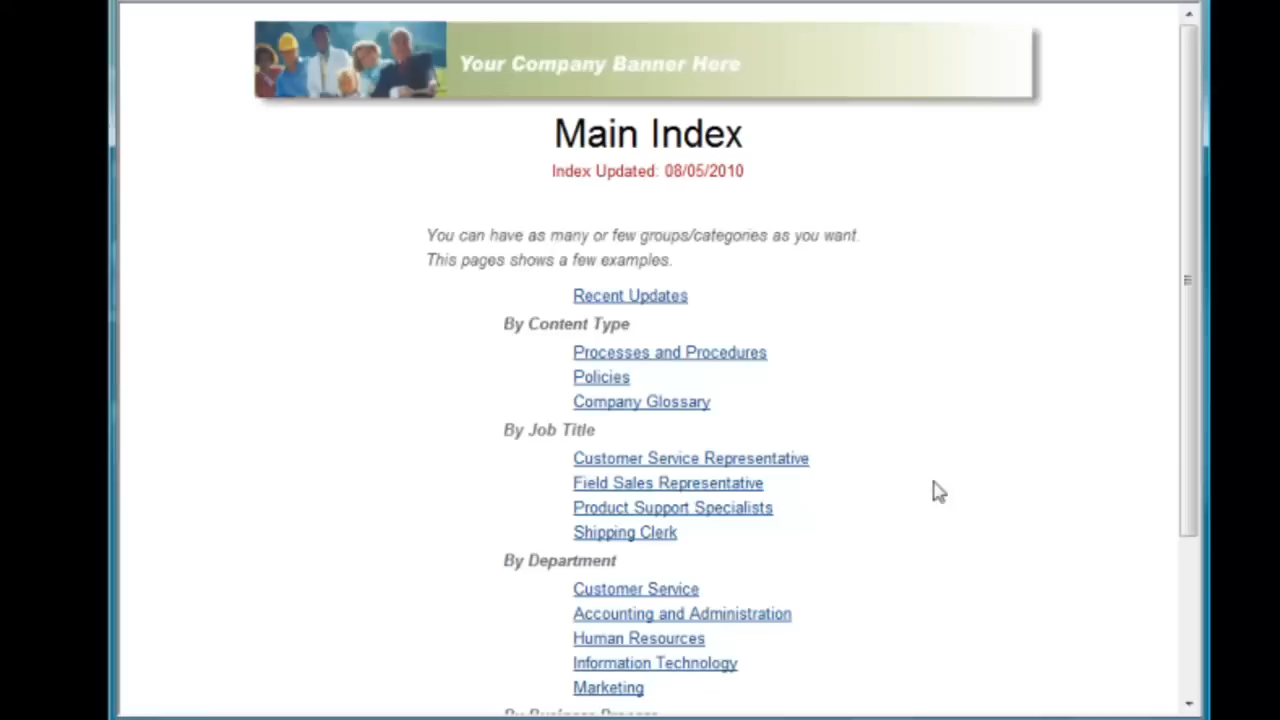 Your Company Banner Here
Main Index
Index Updated: 08/05/2010
You can have as many or few groups/categories as you want.
This pages shows a few examples.
Recent Updates
By Content Type
Processes and Procedures
Policies
Company Glossary
By Job Title
Customer Service Representative
Field Sales Representative
Product Support Specialists
Shipping Clerk
By Department
Customer Service
Accounting and Administration
Human Resources
Information Technology
Marketing